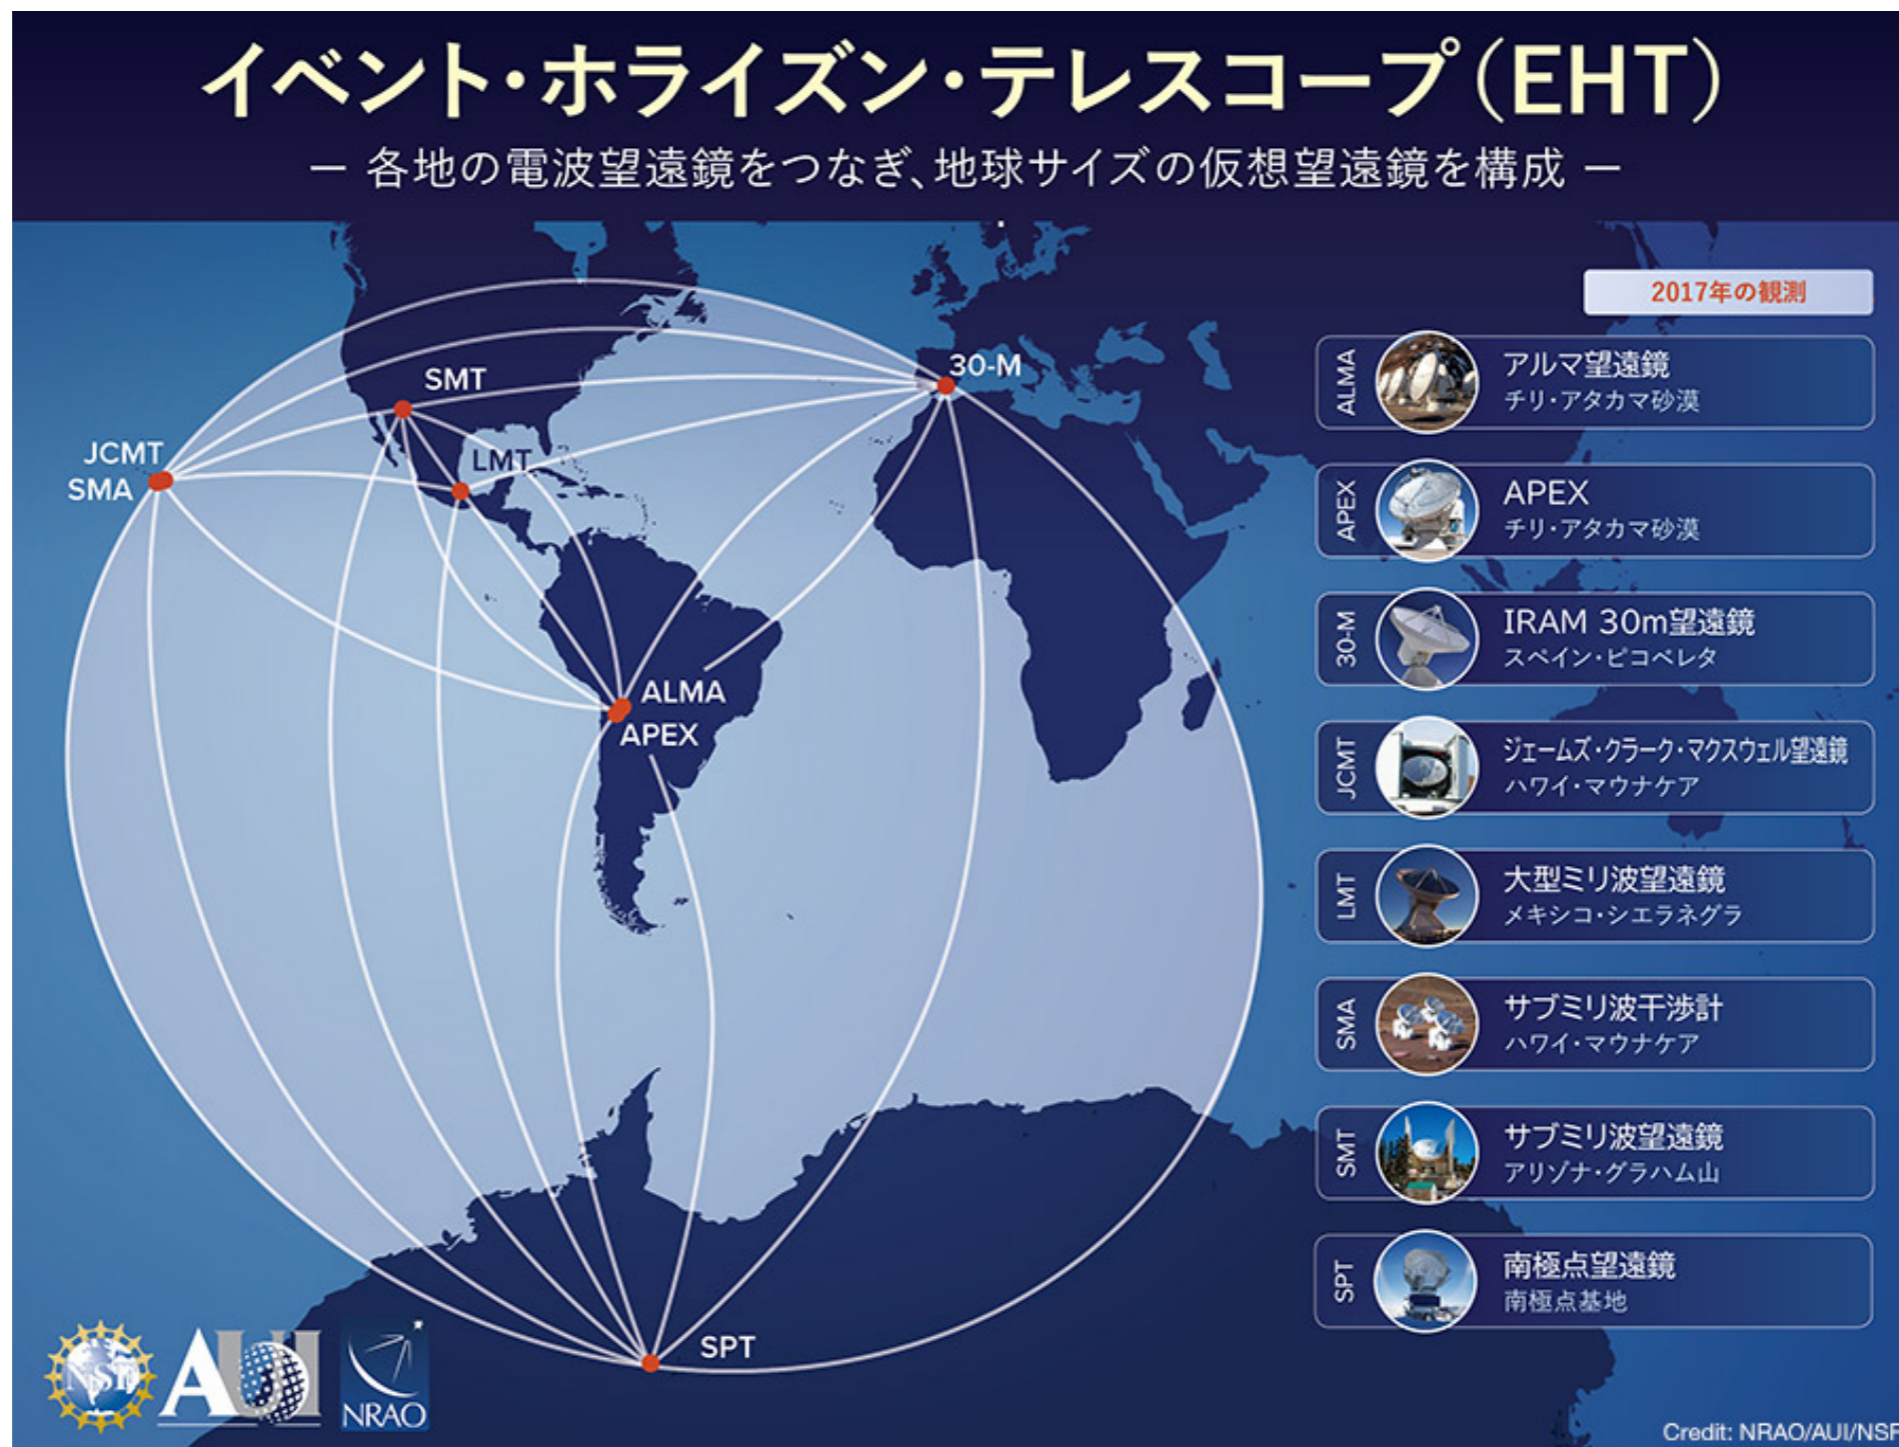 イベント・ホライズン・テレスコープ（EHT）
― 各地の電波望遠鏡をつなぎ、地球サイズの仮想望遠鏡を構成 ―
2017年の観測
30-M
SMT
JCMT
SMA
LMT
ALMA
APEX
SPT
ALMA
アルマ望遠鏡
チリ・アタカマ砂漠
APEX
APEX
チリ・アタカマ砂漠
30-M
IRAM 30m望遠鏡
スペイン・ピコベレタ
JCMT
ジェームズ・クラーク・マクスウェル望遠鏡
ハワイ・マウナケア
LMT
大型ミリ波望遠鏡
メキシコ・シエラネグラ
SMA
サブミリ波干渉計
ハワイ・マウナケア
SMT
サブミリ波望遠鏡
アリゾナ・グラハム山
SPT
南極点望遠鏡
南極点基地
NSF
AUI
NRAO
Credit: NRAO/AUI/NSF